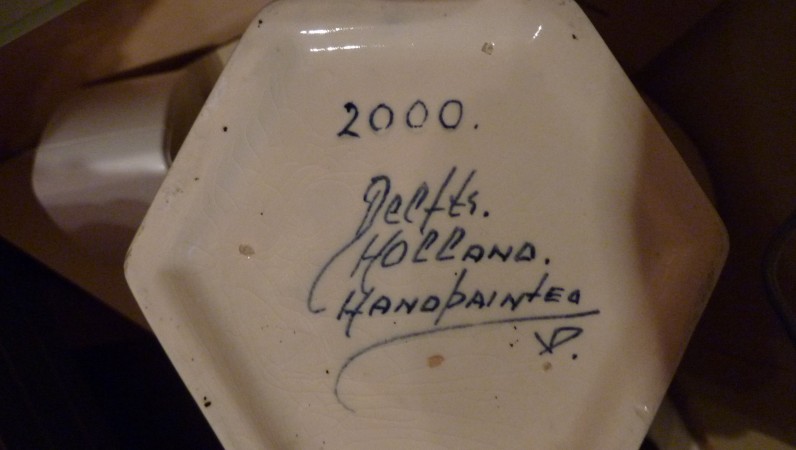 2000.
Delfts.
HOLLAND.
HANDPAINTED